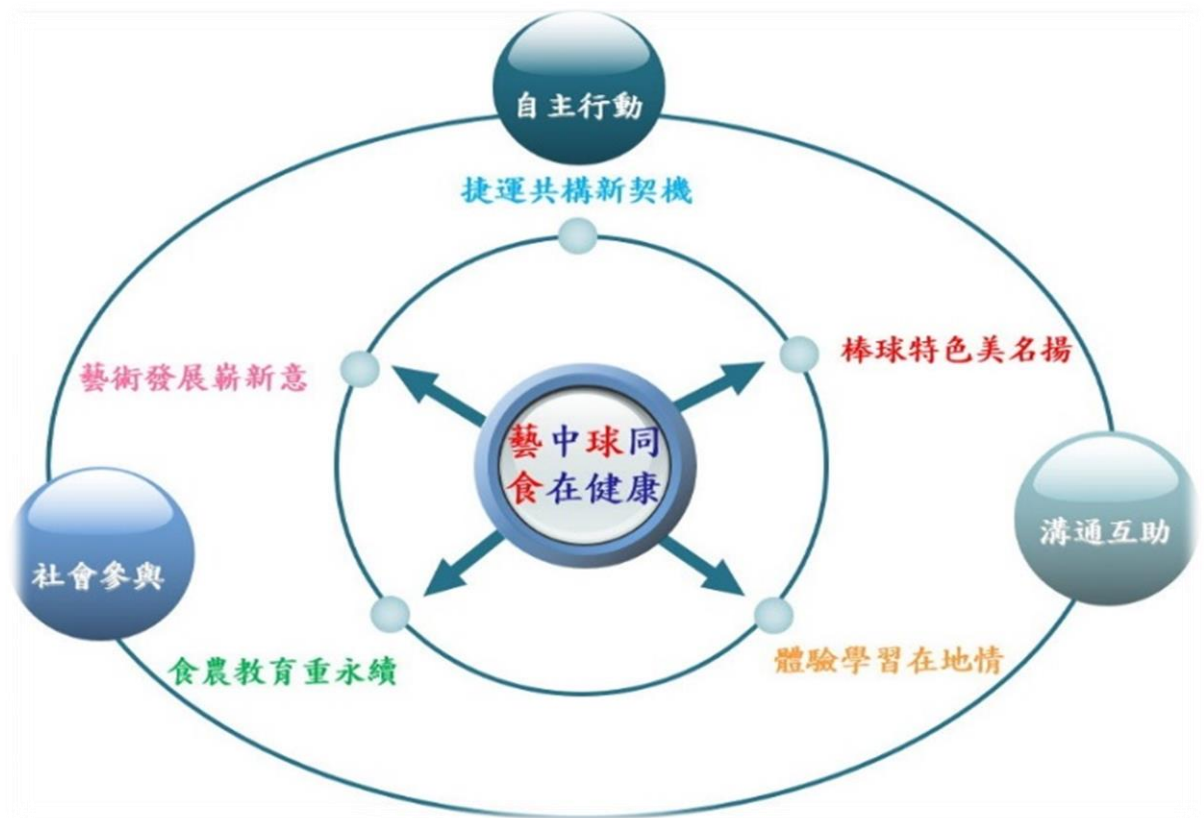 自主行動
捷運共構新契機
棒球特色美名揚
藝術發展嶄新意
藝中球同
食在健康
溝通互助
社會參與
食農教育重永續
體驗學習在地情